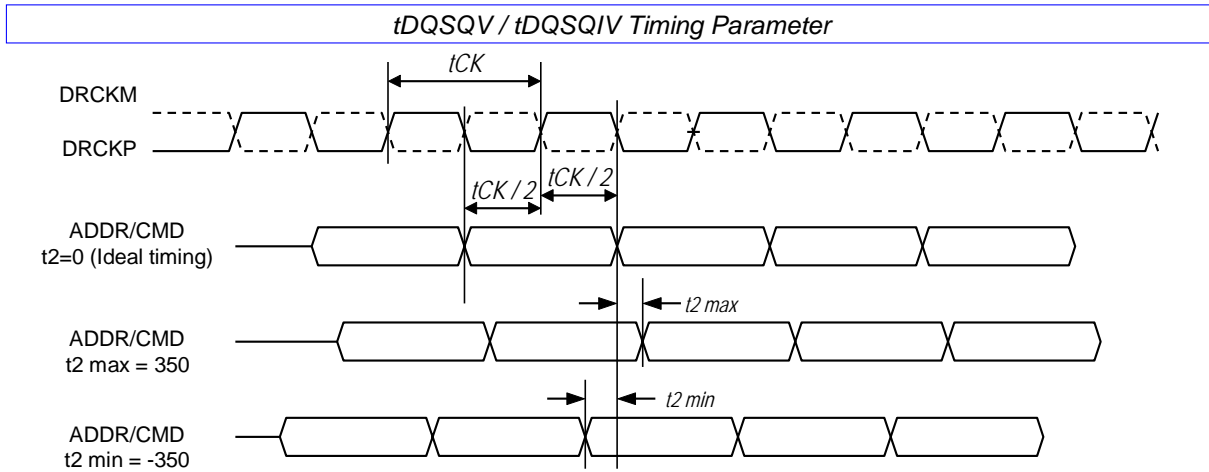 tDQSQV / tDQSQIV Timing Parameter
tCK
DRCKM
DRCKP
tCK / 2
tCK / 2
ADDR/CMD
t2=0 (Ideal timing)
t2 max
ADDR/CMD
t2 max = 350
t2 min
ADDR/CMD
t2 min = -350